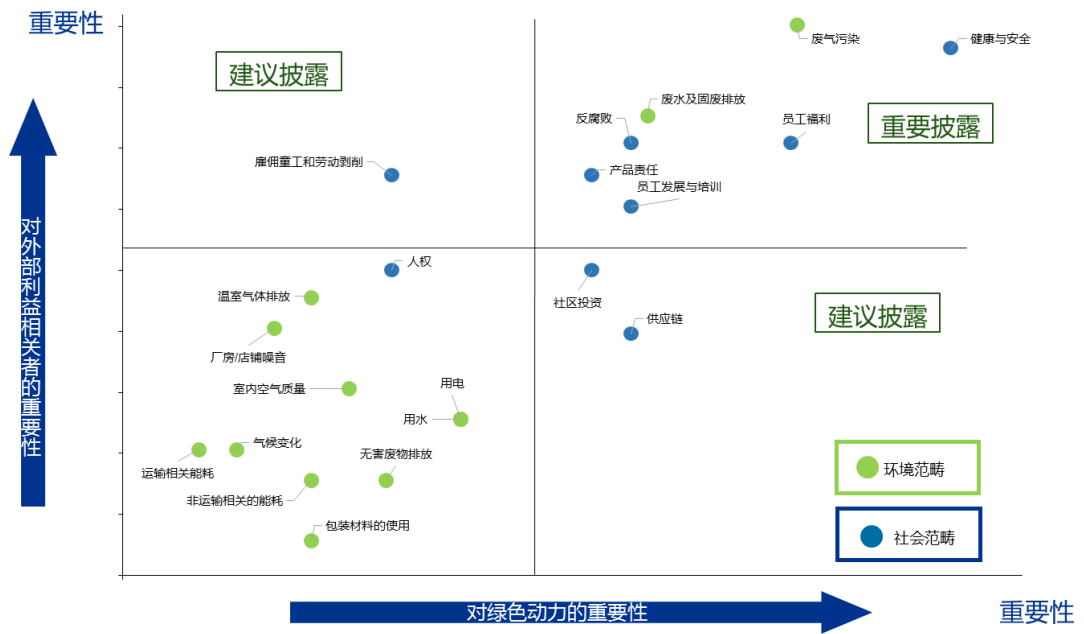 重要性
废气污染
健康与安全
建议披露
废水及固废排放
反腐败
员工福利
重要披露
雇佣童工和劳动剥削
产品责任
员工发展与培训
对外部利益相关者的重要性
人权
温室气体排放
社区投资
供应链
建议披露
厂房/店铺噪音
室内空气质量
用电
用水
气候变化
无害废物排放
运输相关能耗
非运输相关的能耗
包装材料的使用
环境范畴
社会范畴
对绿色动力的重要性
重要性